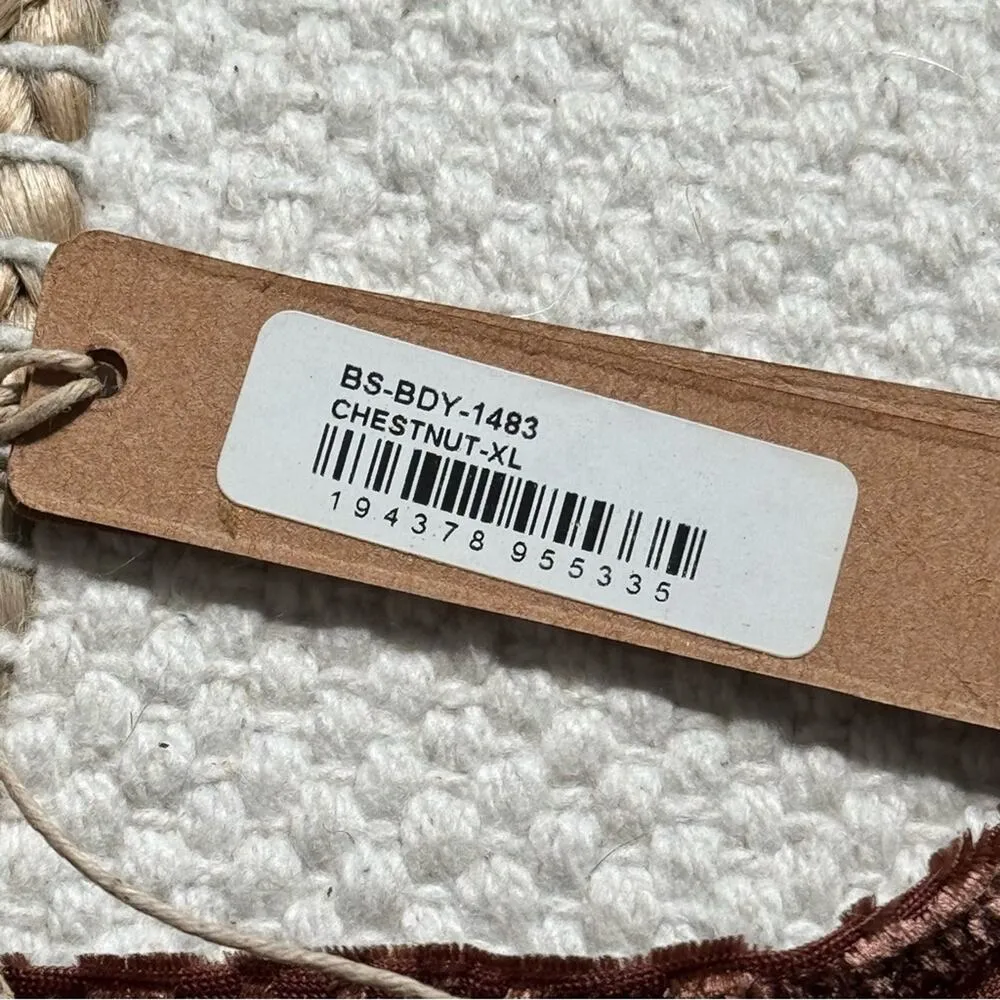 BS-BDY-1483
CHESTNUT-XL
194378 955335